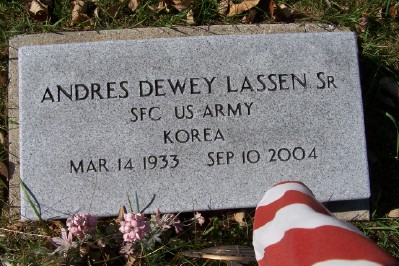 ANDRES DEWEY LASSEN SR
SFC US ARMY
KOREA
MAR 14 1933 SEP 10 2004